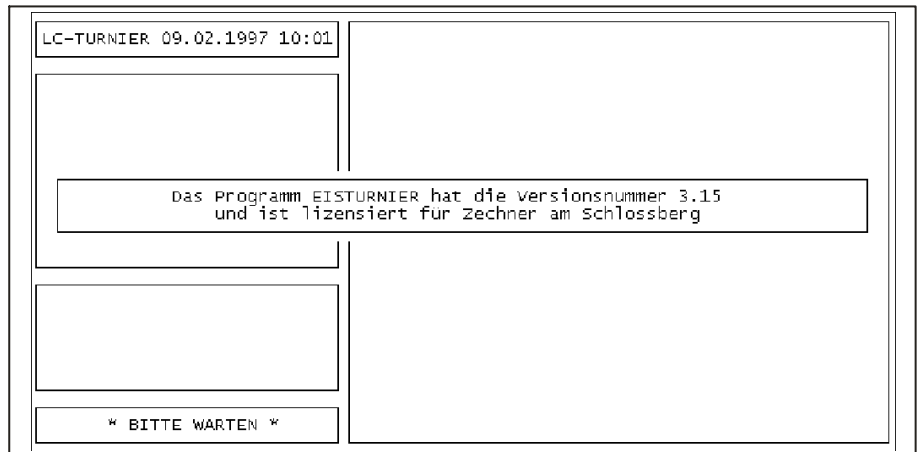 LC-TURNIER 09.02.1997 10:01
Das Programm EISTURNIER hat die Versionsnummer 3.15
und ist lizensiert für Zechner am Schlossberg
* BITTE WARTEN *